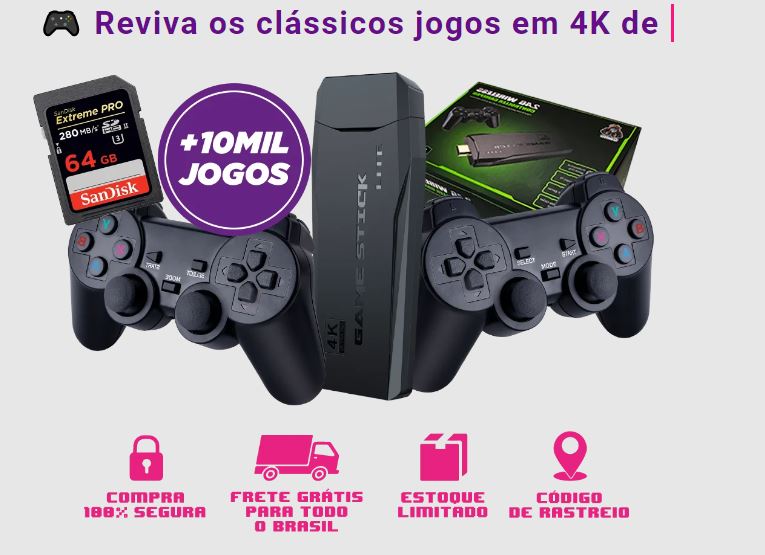 Reviva os clássicos jogos em 4K de
SanDisk
Extreme PRO
280 MB/s
64 GB
SanDisk
+10MIL
JOGOS
GAME STICK
4K
Y
B
X
A
SELECT
MODE
START
Y
B
X
A
COMPRA
100% SEGURA
FRETE GRÁTIS
PARA TODO
O BRASIL
ESTOQUE
LIMITADO
CÓDIGO
DE RASTREIO